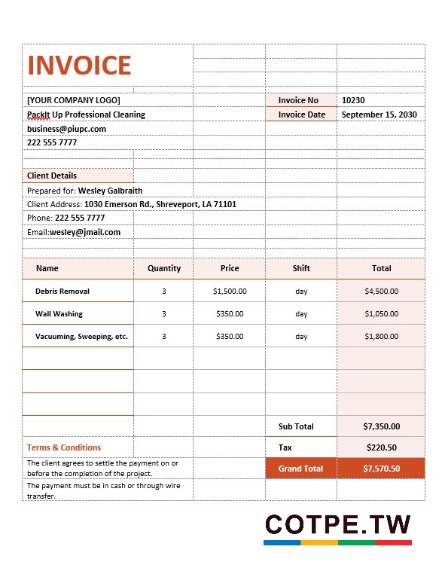 INVOICE
[YOUR COMPANY LOGO] Invoice No 10230
PackIt Up Professional Cleaning Invoice Date September 15, 2030
business@piupc.com
222 555 7777
Client Details
Prepared for: Wesley Galbraith
Client Address: 1030 Emerson Rd., Shreveport, LA 71101
Phone: 222 555 7777
Email:wesley@jmail.com
Name Quantity Price Shift Total
Debris Removal 3 $1,500.00 day $4,500.00
Wall Washing 3 $350.00 day $1,050.00
Vacuuming, Sweeping, etc. 3 $350.00 day $1,800.00
Sub Total $7,350.00
Terms & Conditions Tax $220.50
The client agrees to settle the payment on or
before the completion of the project.
Grand Total $7,570.50
The payment must be in cash or through wire
transfer.
COTPE.TW